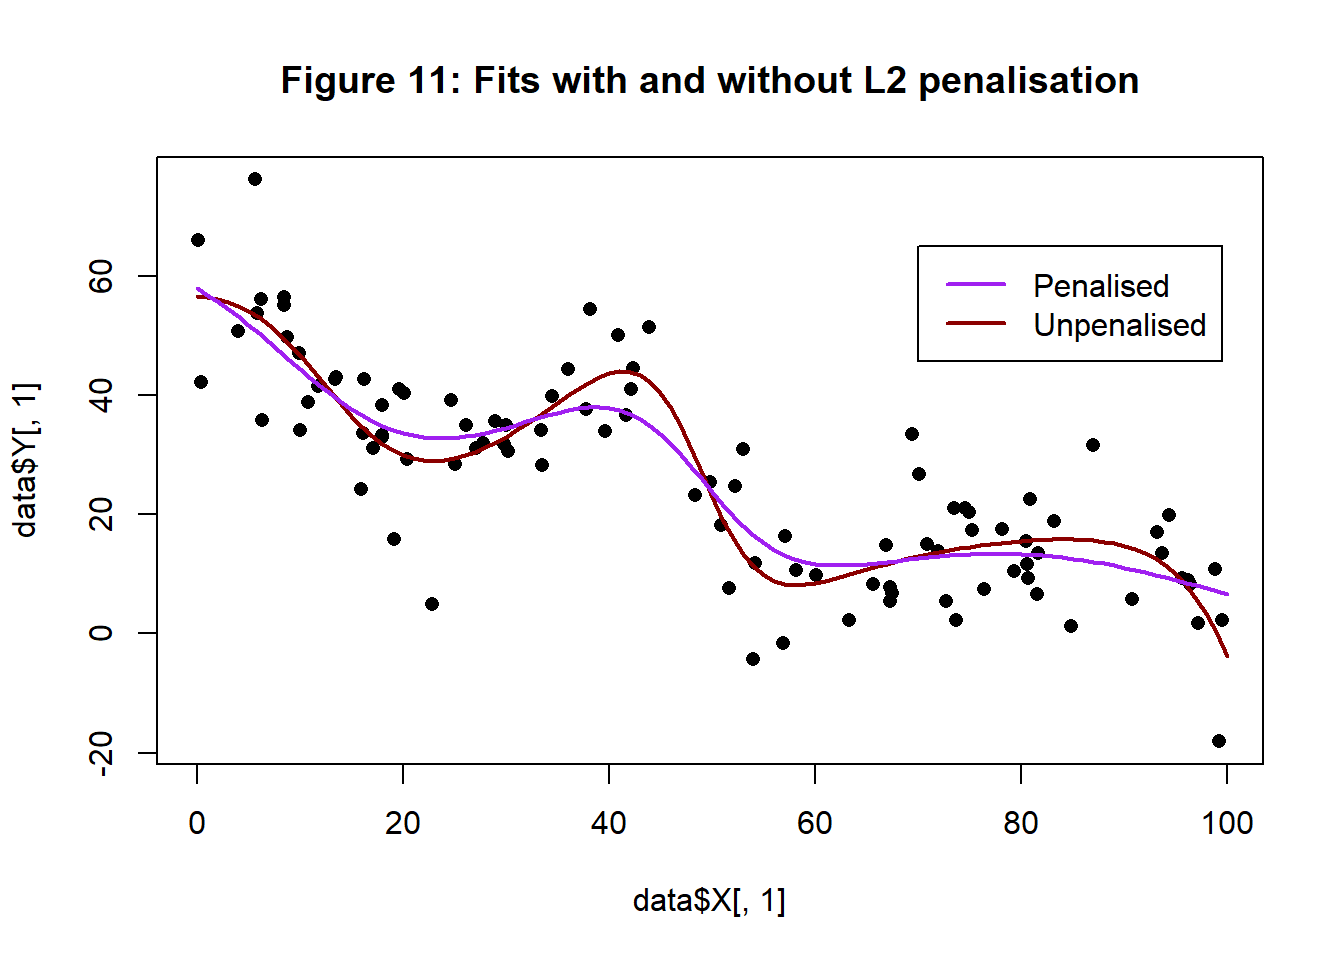 Figure 11: Fits with and without L2 penalisation
Penalised
Unpenalised
data$Y[, 1]
60
40
20
0
-20
0 20 40 60 80 100
data$X[, 1]